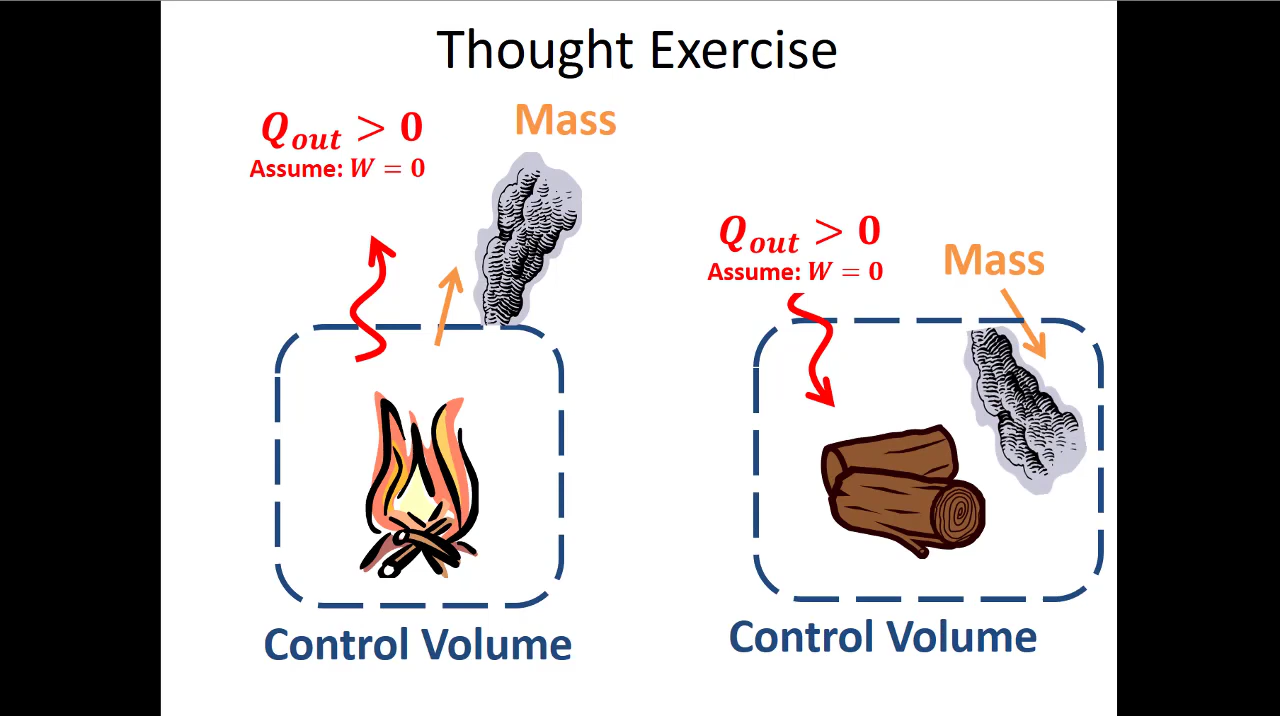 Thought Exercise
Q_out > 0
Assume: W = 0
Mass
Q_out > 0
Assume: W = 0
Mass
Control Volume
Control Volume